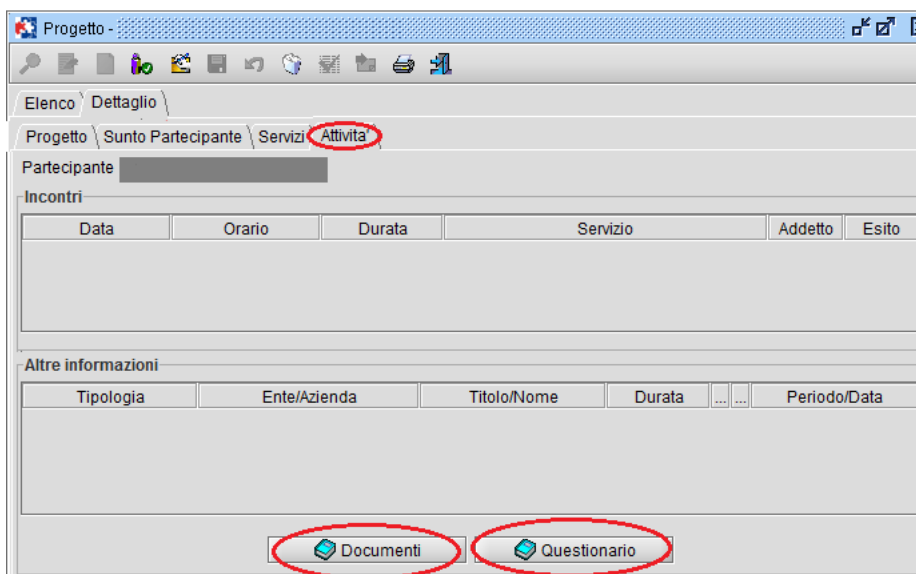 Progetto -
Elenco Dettaglio
Progetto Sunto Partecipante Servizi Attivita'
Partecipante
Incontri
Data Orario Durata Servizio Addetto Esito
Altre informazioni
Tipologia Ente/Azienda Titolo/Nome Durata ... ... Periodo/Data
Documenti Questionario